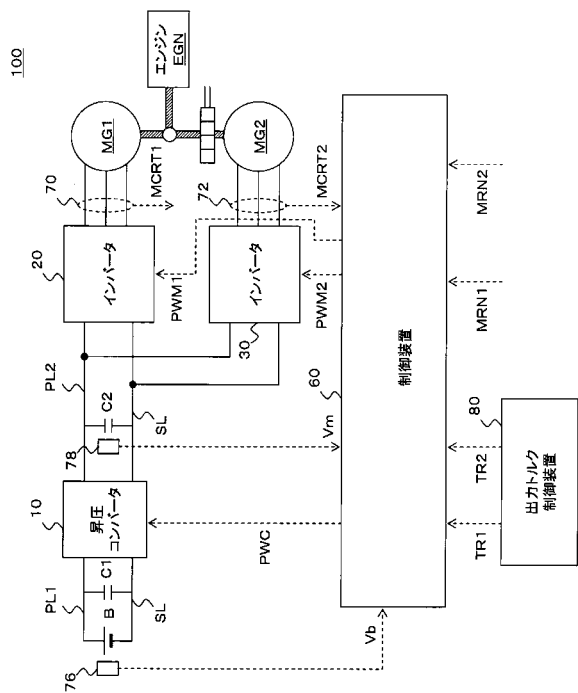 100
エンジン
EGN
MG1
MG2
MCRT1
MCRT2
70
72
20
インバータ
30
インバータ
PWM1
PWM2
PL2
SL
C2
78
Vm
10
昇圧
コンバータ
PWC
PL1
SL
C1
B
76
Vb
60
制御装置
MRN1
MRN2
80
出力トルク
制御装置
TR1
TR2